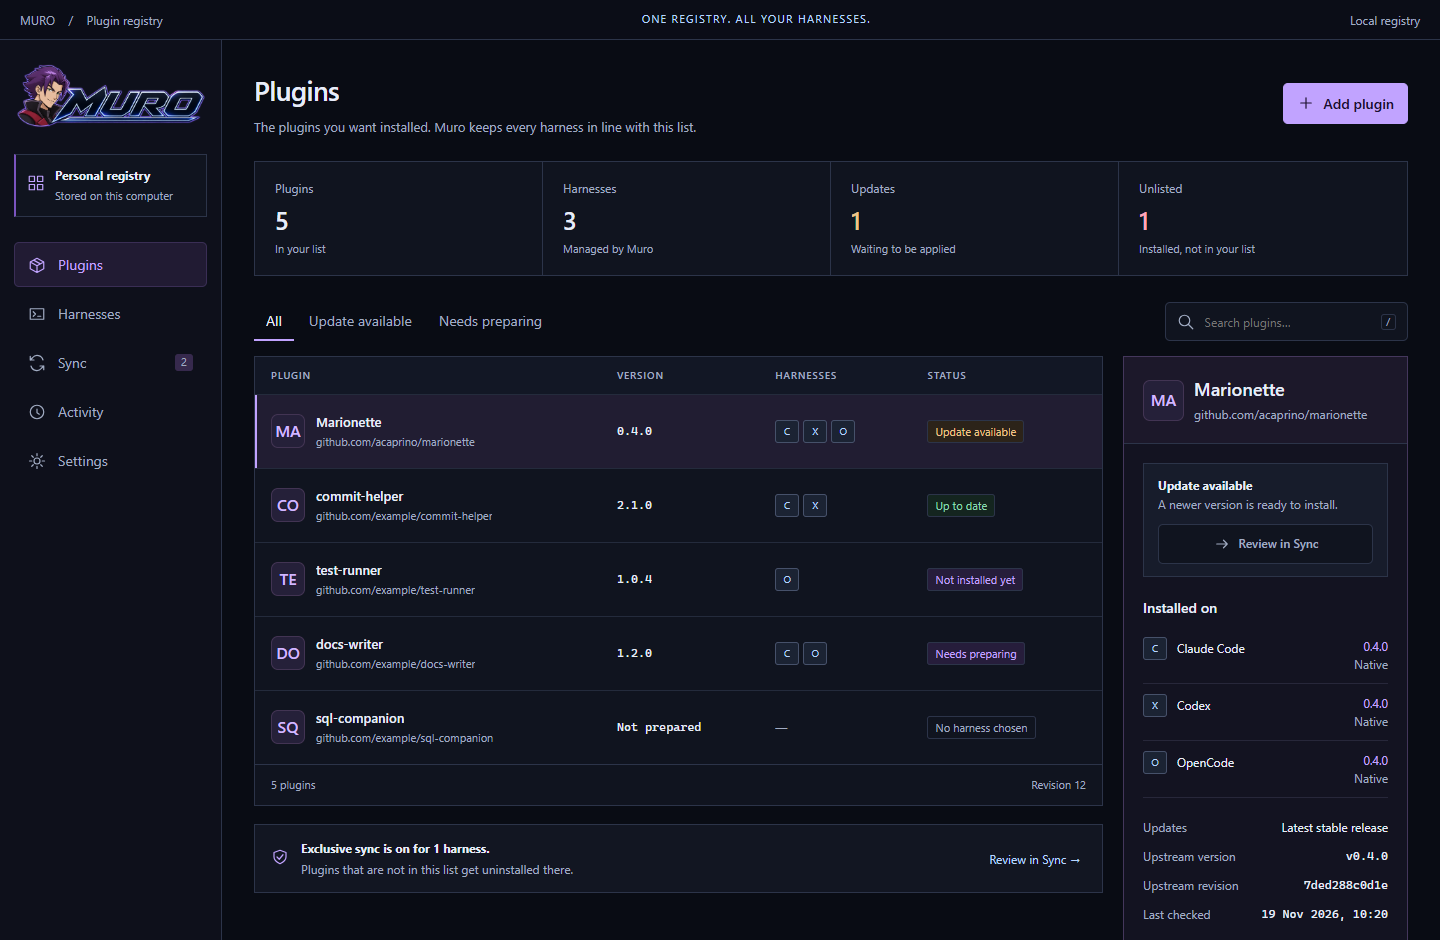 MURO / Plugin registry
ONE REGISTRY. ALL YOUR HARNESSES.
Local registry
MURO
Personal registry
Stored on this computer
Plugins
Harnesses
Sync 2
Activity
Settings
Plugins
The plugins you want installed. Muro keeps every harness in line with this list.
+ Add plugin
Plugins
5
In your list
Harnesses
3
Managed by Muro
Updates
1
Waiting to be applied
Unlisted
1
Installed, not in your list
All
Update available
Needs preparing
Search plugins... /
PLUGIN VERSION HARNESSES STATUS
MA Marionette
github.com/acaprino/marionette
0.4.0 C X O Update available
CO commit-helper
github.com/example/commit-helper
2.1.0 C X Up to date
TE test-runner
github.com/example/test-runner
1.0.4 O Not installed yet
DO docs-writer
github.com/example/docs-writer
1.2.0 C O Needs preparing
SQ sql-companion
github.com/example/sql-companion
Not prepared — No harness chosen
5 plugins Revision 12
Exclusive sync is on for 1 harness.
Plugins that are not in this list get uninstalled there.
Review in Sync →
MA Marionette
github.com/acaprino/marionette
Update available
A newer version is ready to install.
→ Review in Sync
Installed on
C Claude Code 0.4.0
Native
X Codex 0.4.0
Native
O OpenCode 0.4.0
Native
Updates Latest stable release
Upstream version v0.4.0
Upstream revision 7ded288c0d1e
Last checked 19 Nov 2026, 10:20